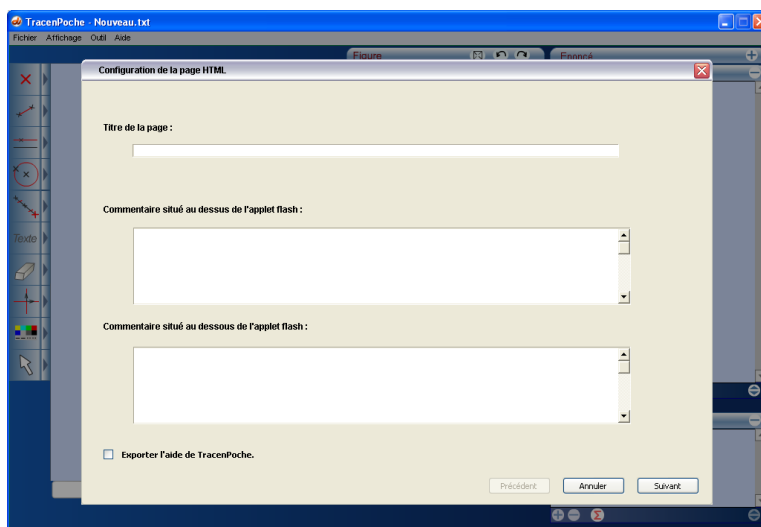 TracenPoche - Nouveau.txt
Fichier Affichage Outil Aide
Figure
Enoncé
Configuration de la page HTML
Titre de la page :
Commentaire situé au dessus de l'applet flash :
Texte
Commentaire situé au dessous de l'applet flash :
Exporter l'aide de TracenPoche.
Précédent Annuler Suivant